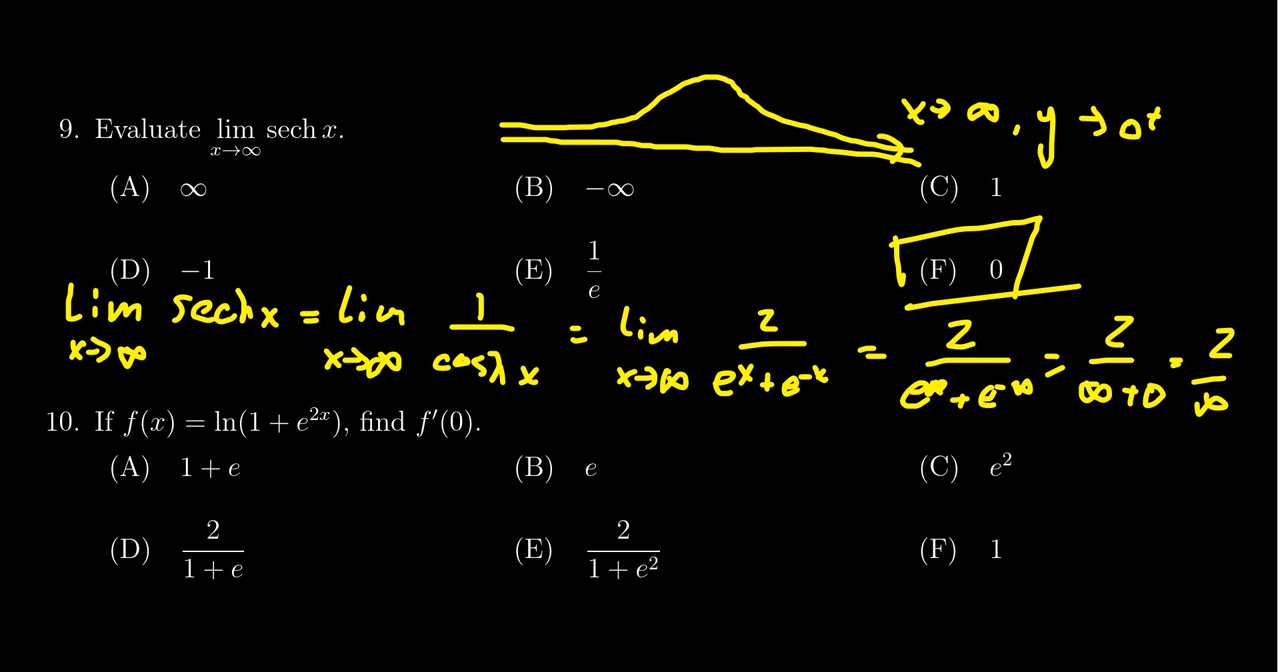 9. Evaluate lim x→∞ sech x.
x→∞, y→0⁺
(A) ∞ (B) −∞ (C) 1
(D) −1 (E) 1/e (F) 0
lim x→∞ sech x = lim x→∞ 1/cosh x = lim x→∞ 2/(e^x + e^-x) = 2/(e^∞ + e^-∞) = 2/(∞+0) = 2/∞
10. If f(x) = ln(1 + e^{2x}), find f′(0).
(A) 1 + e (B) e (C) e²
(D) 2/(1 + e) (E) 2/(1 + e²) (F) 1